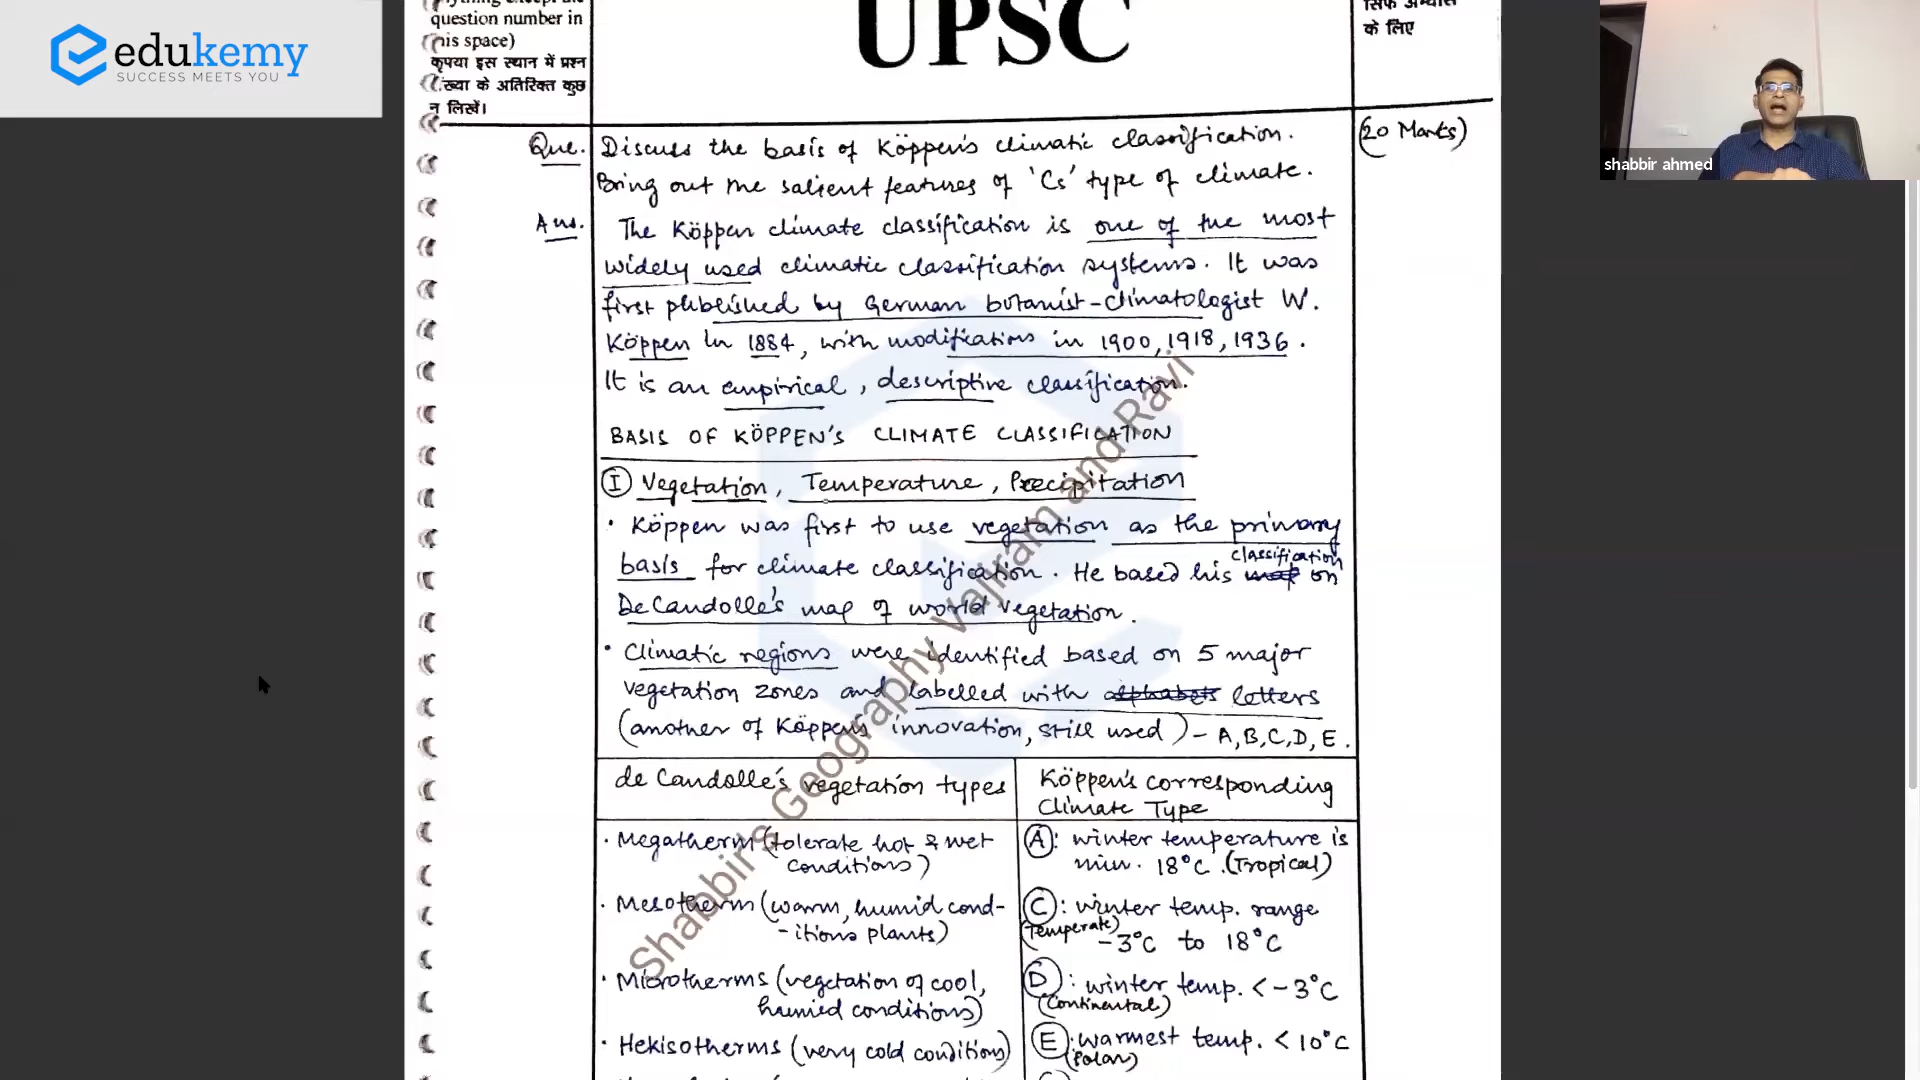 edukemy
SUCCESS MEETS YOU
question number in
his space)
कृपया इस स्थान में प्रश्न
ख्या के अतिरिक्त कुछ
न लिखें।
UPSC
के लिए
shabbir ahmed
Que. Discuss the basis of Köppen's climatic classification. (20 Marks)
Bring out the salient features of 'Cs' type of climate.
Ans. The Köppen climate classification is one of the most
widely used climatic classification systems. It was
first published by German botanist-climatologist W.
Köppen in 1884, with modifications in 1900, 1918, 1936.
It is an empirical, descriptive classification.
BASIS OF KÖPPEN'S CLIMATE CLASSIFICATION
I Vegetation, Temperature, Precipitation
• Köppen was first to use vegetation as the primary
basis for climate classification. He based his classification on
DeCandolle's map of world vegetation.
• Climatic regions were identified based on 5 major
vegetation zones and labelled with alphabets letters
(another of Köppen's innovation, still used) - A, B, C, D, E.
de Candolle's vegetation types
Köppen's corresponding
Climate Type
• Megatherm (tolerate hot & wet
conditions)
A: winter temperature is
min. 18°C. (Tropical)
• Mesotherm (warm, humid cond-
-itions plants)
C: winter temp. range
(Temperate) -3°C to 18°C
• Microtherms (vegetation of cool,
humid conditions)
D: winter temp. < -3°C
(Continental)
• Hekisotherms (very cold conditions)
E: warmest temp. < 10°C
(Polar)
Shabbir's Geography Vajiram and Ravi